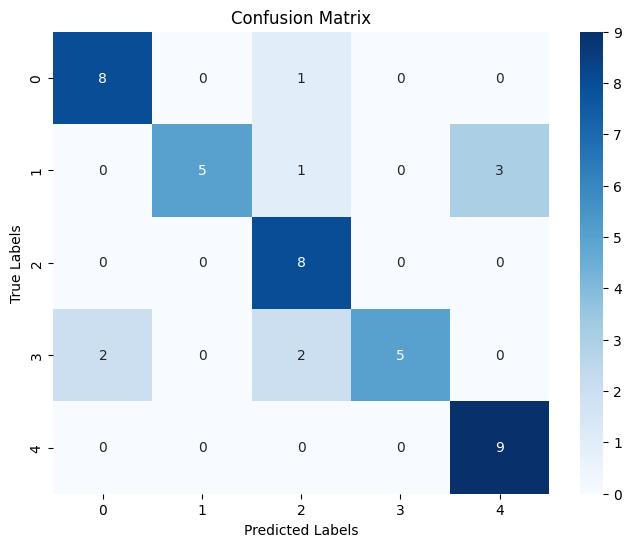 Confusion Matrix
0 8 0 1 0 0
1 0 5 1 0 3
2 0 0 8 0 0
3 2 0 2 5 0
4 0 0 0 0 9
0 1 2 3 4
True Labels
Predicted Labels
9
8
7
6
5
4
3
2
1
0